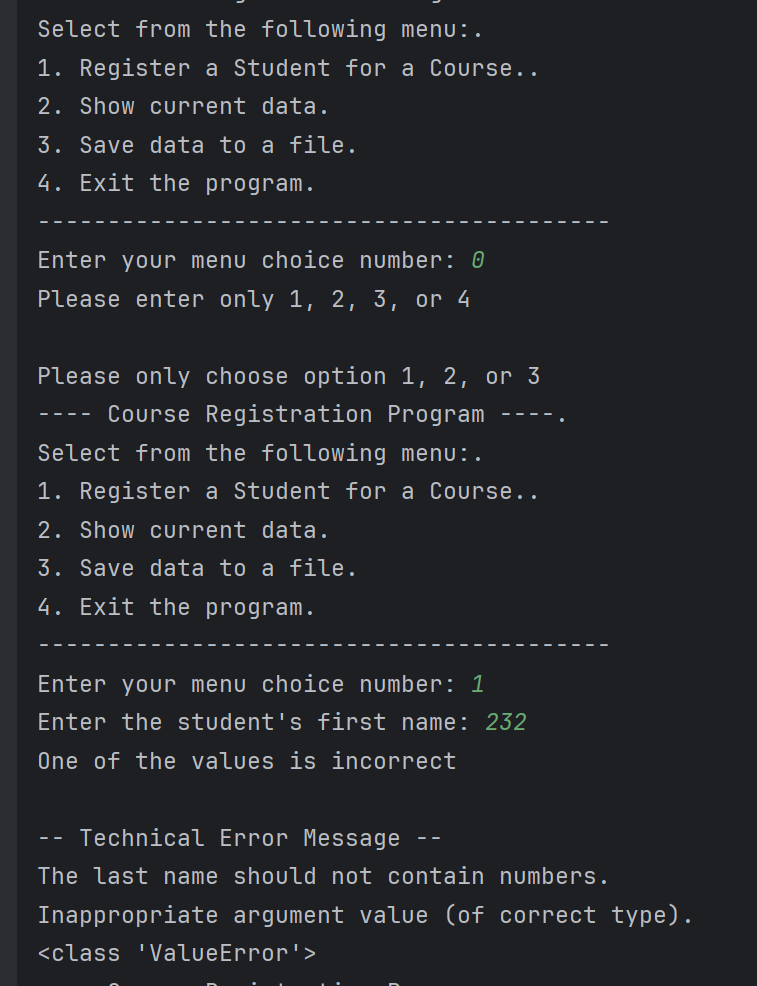 Select from the following menu:.
1. Register a Student for a Course..
2. Show current data.
3. Save data to a file.
4. Exit the program.
-----------------------------------------
Enter your menu choice number: 0
Please enter only 1, 2, 3, or 4
Please only choose option 1, 2, or 3
---- Course Registration Program ----.
Select from the following menu:.
1. Register a Student for a Course..
2. Show current data.
3. Save data to a file.
4. Exit the program.
-----------------------------------------
Enter your menu choice number: 1
Enter the student's first name: 232
One of the values is incorrect
-- Technical Error Message --
The last name should not contain numbers.
Inappropriate argument value (of correct type).
<class 'ValueError'>